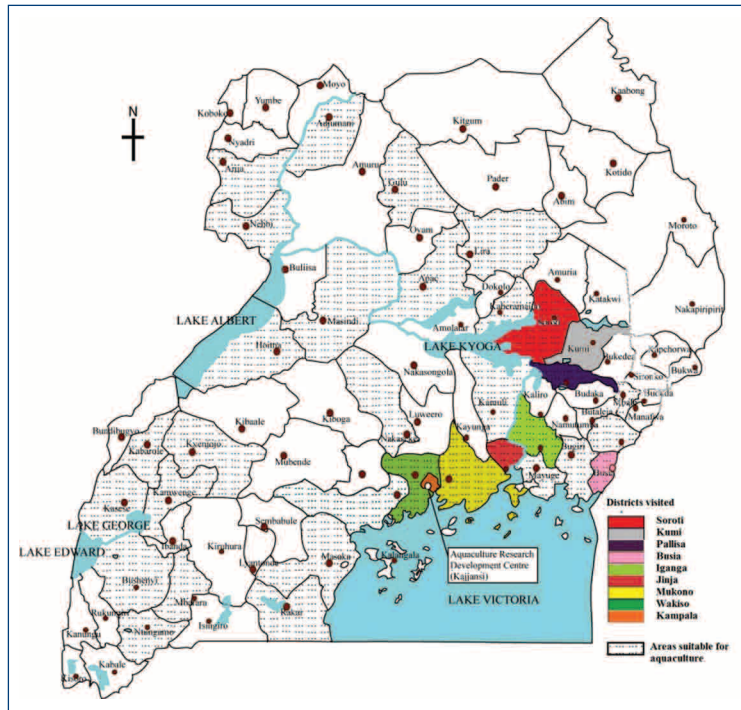 Kaabong
Moyo
Yumbe
Koboko
Adjumani
Kitgum
Nyadri
Arua
Kotido
Amuru
Gulu
Pader
Abim
Moroto
Nebbi
Oyam
Lira
Buliisa
Amuria
Apac
Dokolo
Katakwi
Nakapiripirit
Kaberamaido
LAKE ALBERT
Masindi
Amolatar
LAKE KYOGA
Kumi
Hoima
Bukedea
Kapchorwa
Nakasongola
Sironko
Bukwa
Kaliro
Budaka
Mbale
Bududa
Kamuli
Manafwa
Kiboga
Luweero
Butaleja
Bundibugyo
Kibaale
Kayunga
Namutumba
Kabarole
Kyenjojo
Nakaseke
Bugiri
Mubende
Mayuge
Busia
Kasese
Kamwenge
Districts visited
LAKE GEORGE
Soroti
Sembabule
Kumi
LAKE EDWARD
Ibanda
Kiruhura
Aquaculture Research
Development Centre
(Kajjansi)
Pallisa
Lyantonde
Masaka
Kalangala
Busia
Bushenyi
Iganga
LAKE VICTORIA
Jinja
Rukungiri
Mbarara
Rakai
Mukono
Wakiso
Kanungu
Ntungamo
Isingiro
Kampala
Areas suitable for
aquaculture
Kisoro
Kabale
N